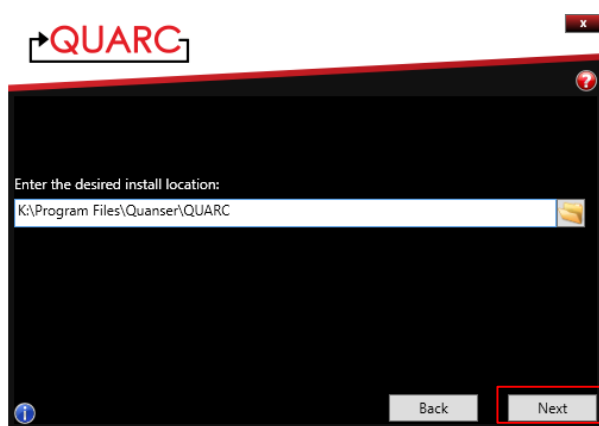 QUARC
x
?
Enter the desired install location:
K:\Program Files\Quanser\QUARC
i
Back
Next